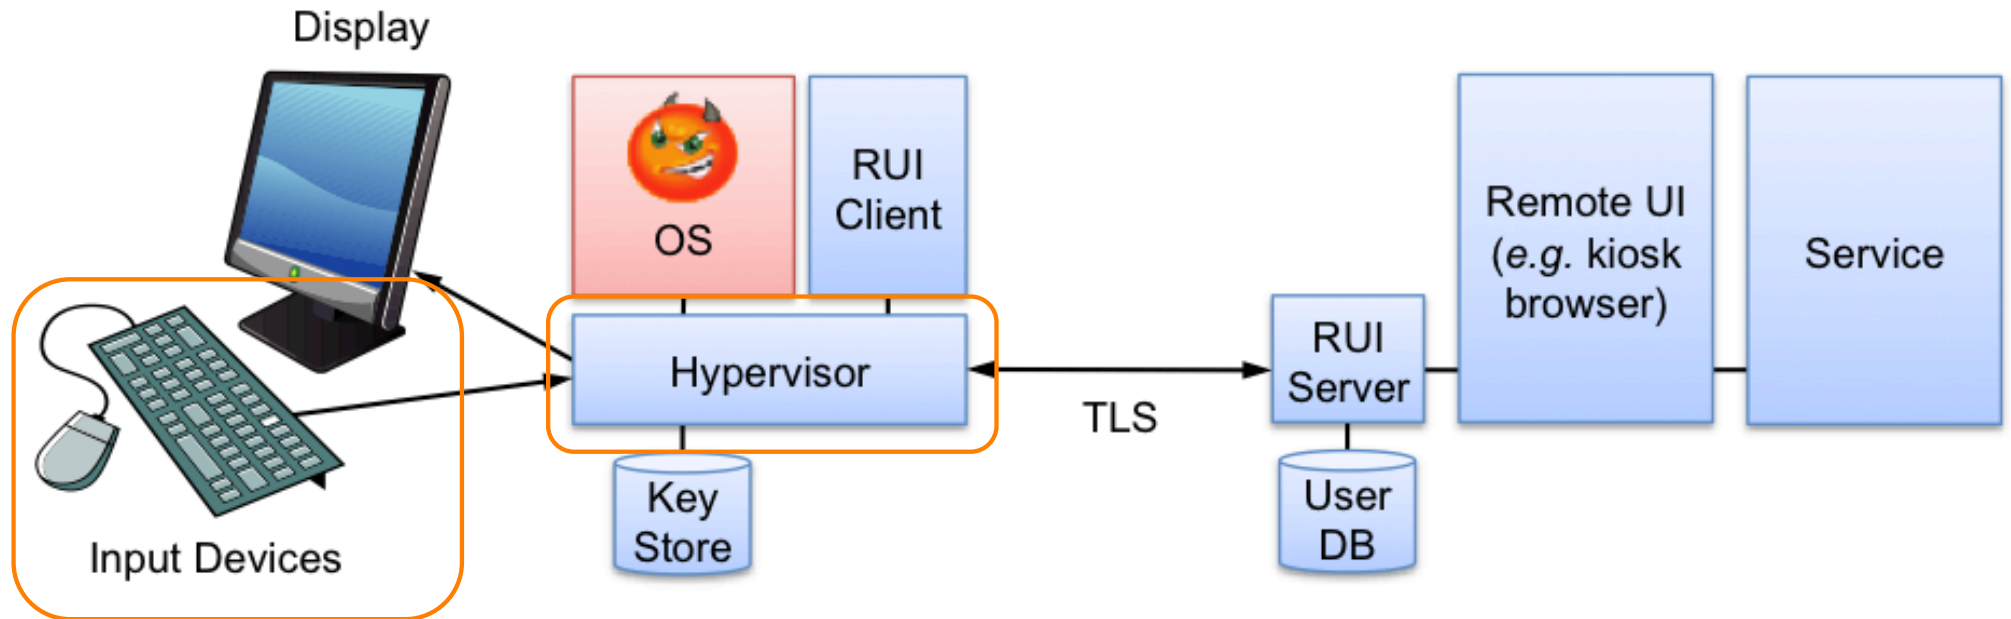 Display
OS
RUI
Client
Remote UI
(e.g. kiosk
browser)
Service
Hypervisor
TLS
RUI
Server
Key
Store
User
DB
Input Devices